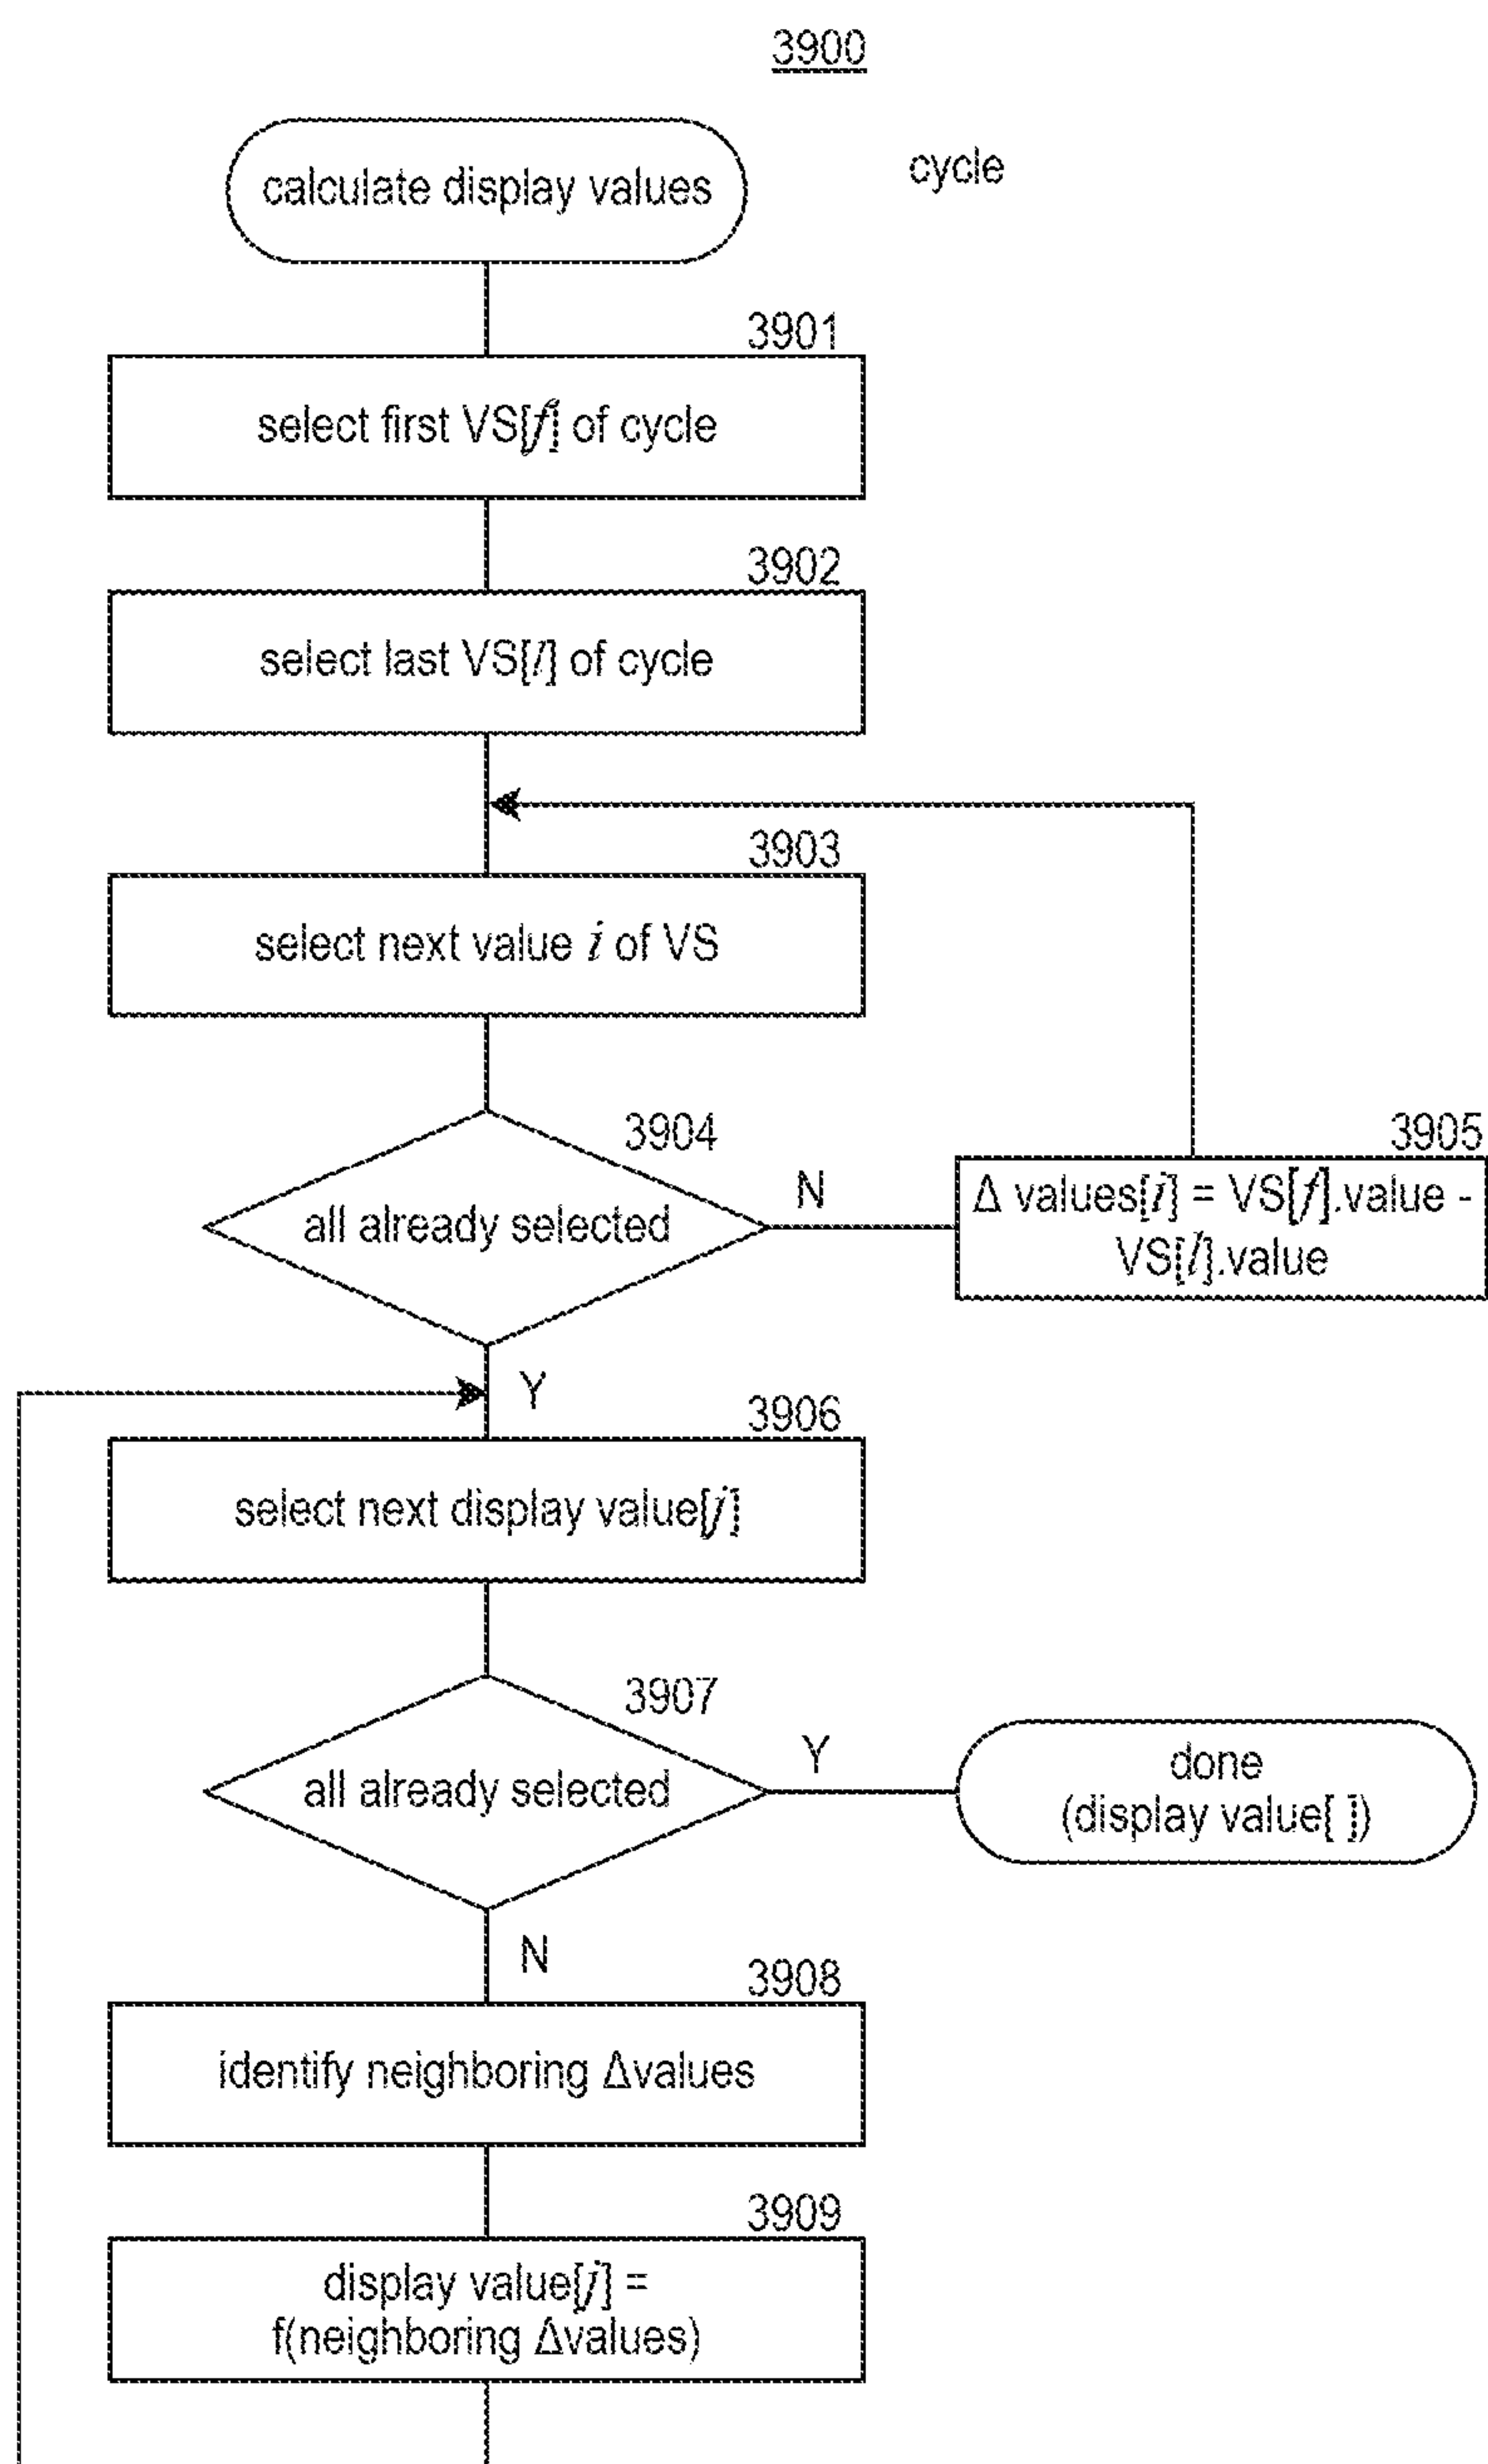 3900
calculate display values
cycle
3901
select first VS[f] of cycle
3902
select last VS[l] of cycle
3903
select next value i of VS
3904
all already selected
N
3905
Δ values[i] = VS[f].value -
VS[l].value
Y
3906
select next display value[j]
3907
all already selected
Y
done
(display value[ ])
N
3908
identify neighboring Δvalues
3909
display value[j] =
f(neighboring Δvalues)